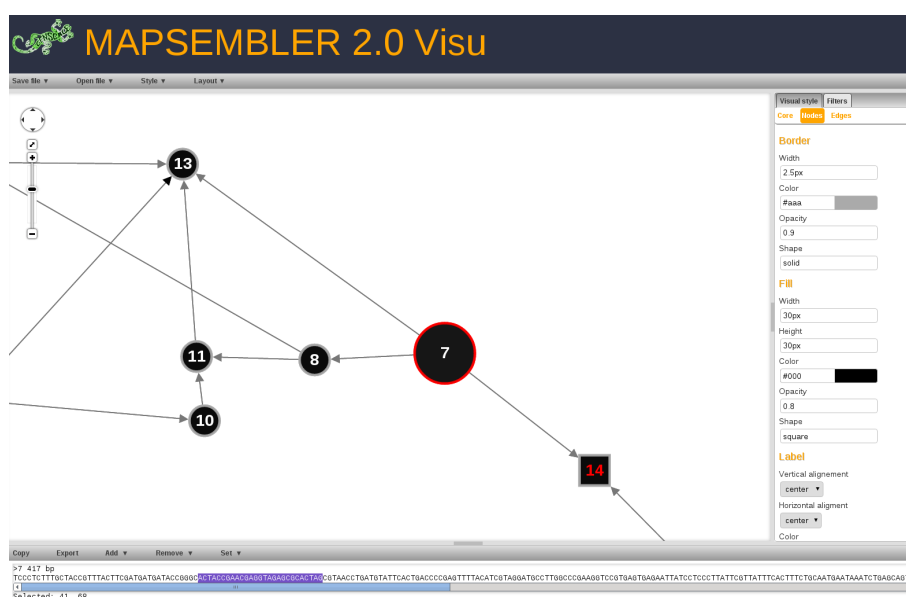 MAPSEMBLER 2.0 Visu
Save file ▼ Open file ▼ Style ▼ Layout ▼
Visual style Filters
Core Nodes Edges
Border
Width
2.5px
Color
#aaa
Opacity
0.9
Shape
solid
Fill
Width
30px
Height
30px
Color
#000
Opacity
0.8
Shape
square
Label
Vertical alignement
center ▼
Horizontal aligment
center ▼
Color
13
7
11
8
10
14
Copy Export Add ▼ Remove ▼ Set ▼
>7 417 bp
TCCCTCTTTGCTACCGTTTACTTCGATGATGATACCGGGCACTACCGAACGAGGTAGAGCGCACTAGCGTAACCTGATGTATTCACTGACCCCGAGTTTTACATCGTAGGATGCCTTGGCCCGAAGGTCCGTGAGTGAGAATTATCCTCCCTTATTCGTTATTTCACTTTCTGCAATGAATAAATCTGAGCAG
Selected: 41, 68